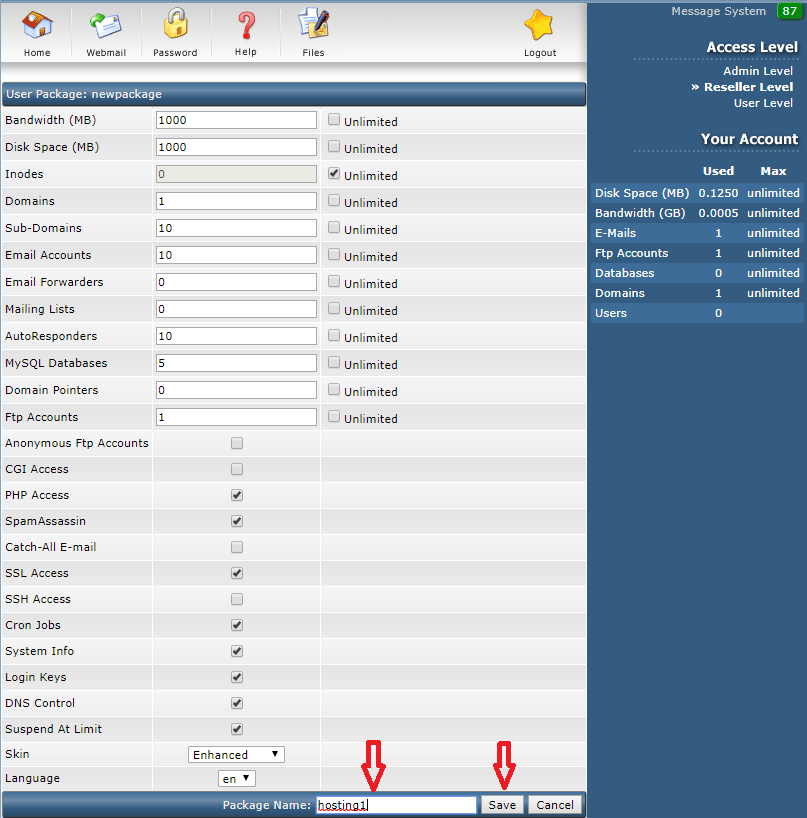 Message System 87
Home Webmail Password Help Files Logout
Access Level
Admin Level
» Reseller Level
User Level
Your Account
Used Max
Disk Space (MB) 0.1250 unlimited
Bandwidth (GB) 0.0005 unlimited
E-Mails 1 unlimited
Ftp Accounts 1 unlimited
Databases 0 unlimited
Domains 1 unlimited
Users 0
User Package: newpackage
Bandwidth (MB) 1000 Unlimited
Disk Space (MB) 1000 Unlimited
Inodes 0 Unlimited
Domains 1 Unlimited
Sub-Domains 10 Unlimited
Email Accounts 10 Unlimited
Email Forwarders 0 Unlimited
Mailing Lists 0 Unlimited
AutoResponders 10 Unlimited
MySQL Databases 5 Unlimited
Domain Pointers 0 Unlimited
Ftp Accounts 1 Unlimited
Anonymous Ftp Accounts
CGI Access
PHP Access
SpamAssassin
Catch-All E-mail
SSL Access
SSH Access
Cron Jobs
System Info
Login Keys
DNS Control
Suspend At Limit
Skin Enhanced
Language en
Package Name: hosting1 Save Cancel